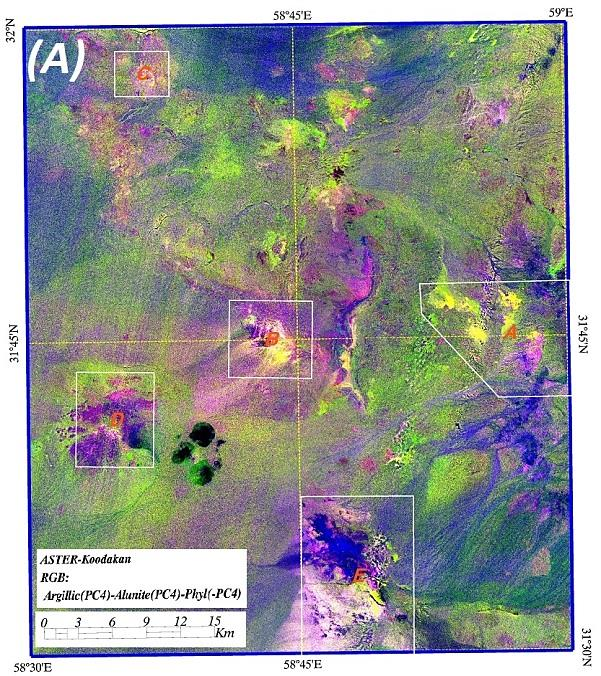 58°45'E
59°E
32°N
(A)
C
31°45'N
A
B
31°45'N
D
E
ASTER-Koodakan
RGB:
Argillic(PC4)-Alunite(PC4)-Phyl(-PC4)
0 3 6 9 12 15
Km
31°30'N
58°30'E
58°45'E